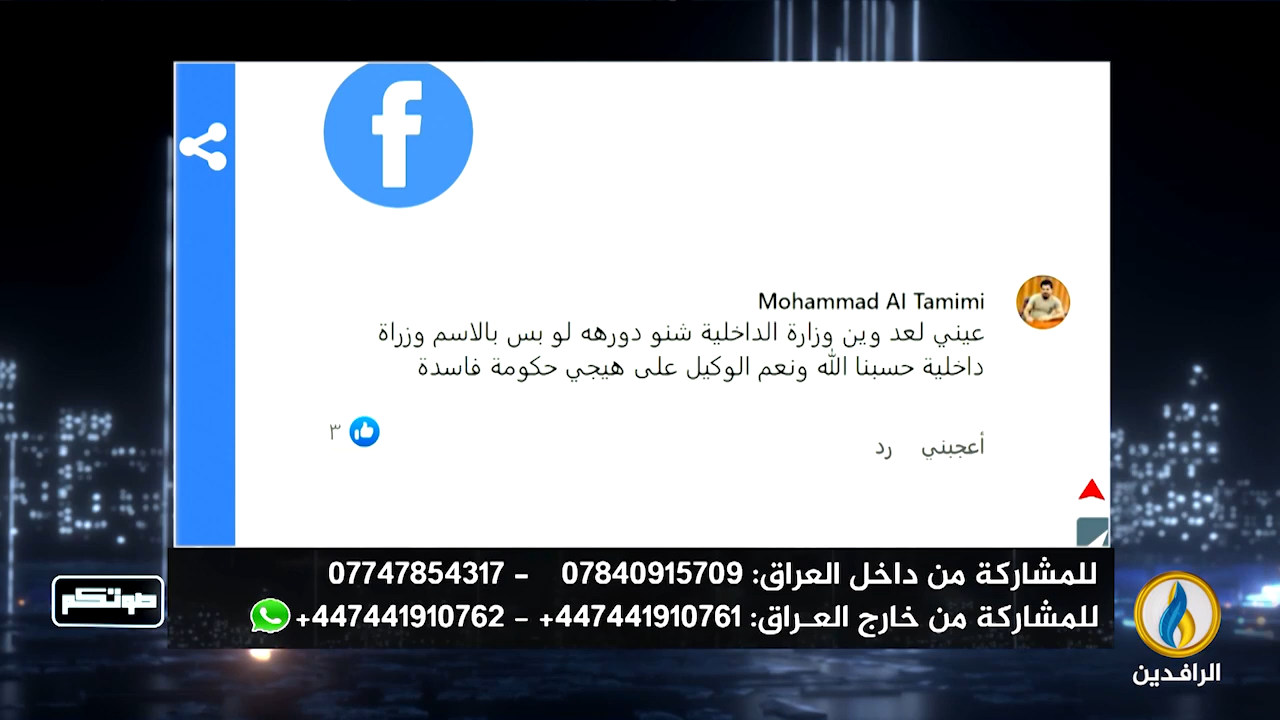 Mohammad Al Tamimi
عيني لعد وين وزارة الداخلية شنو دورهه لو بس بالاسم وزراة
داخلية حسبنا الله ونعم الوكيل على هيجي حكومة فاسدة
أعجبني رد
٣
للمشاركة من داخل العراق: 07840915709 - 07747854317
للمشاركة من خارج العـراق: 447441910761+ - 447441910762+
صوتكم
الرافدين